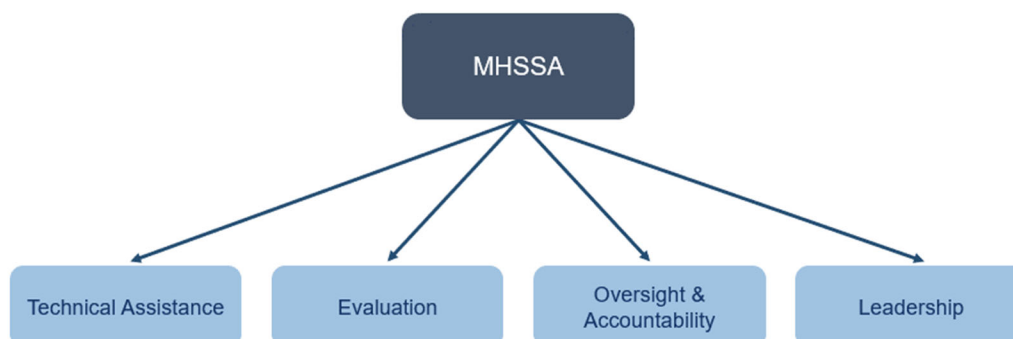 MHSSA
Technical Assistance
Evaluation
Oversight &
Accountability
Leadership